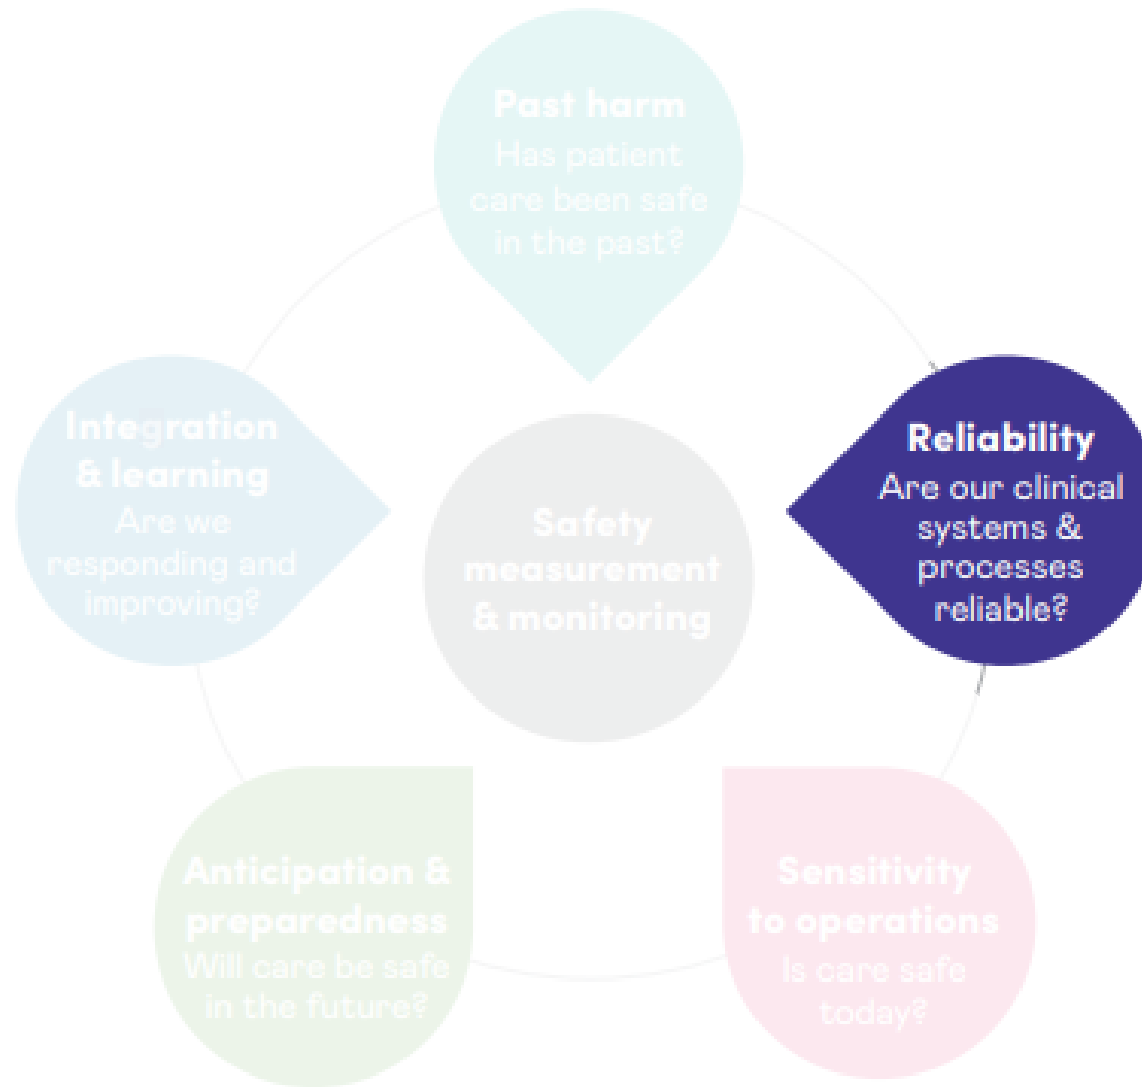 Past harm
Has patient
care been safe
in the past?
Integration
& learning
Are we
responding and
improving?
Safety
measurement
& monitoring
Reliability
Are our clinical
systems &
processes
reliable?
Anticipation &
preparedness
Will care be safe
in the future?
Sensitivity
to operations
Is care safe
today?